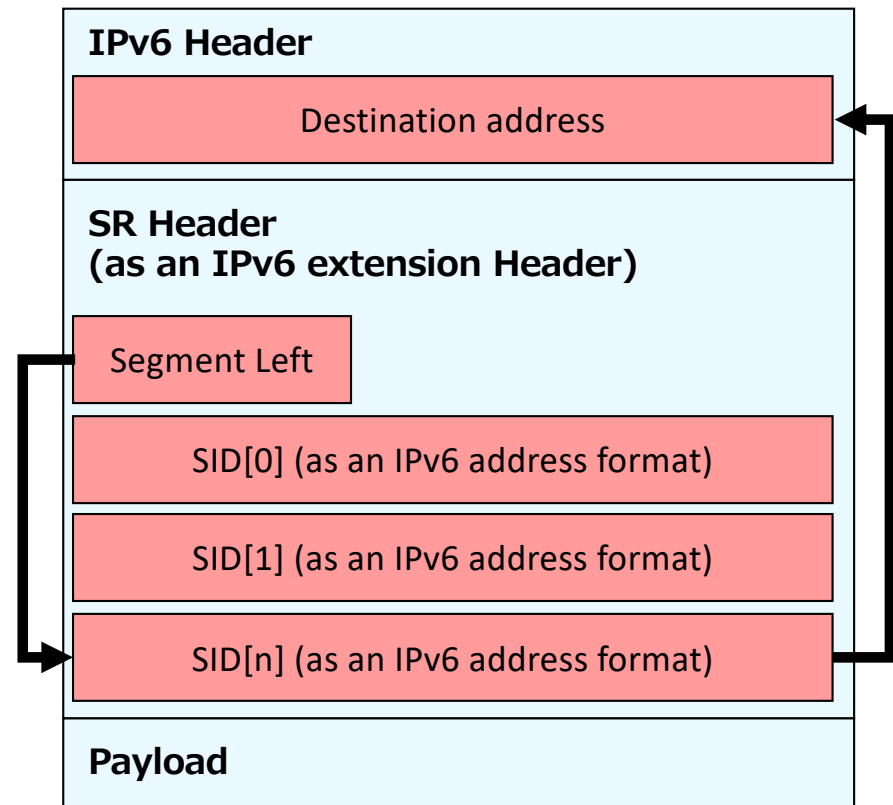 IPv6 Header
Destination address
SR Header
(as an IPv6 extension Header)
Segment Left
SID[0] (as an IPv6 address format)
SID[1] (as an IPv6 address format)
SID[n] (as an IPv6 address format)
Payload